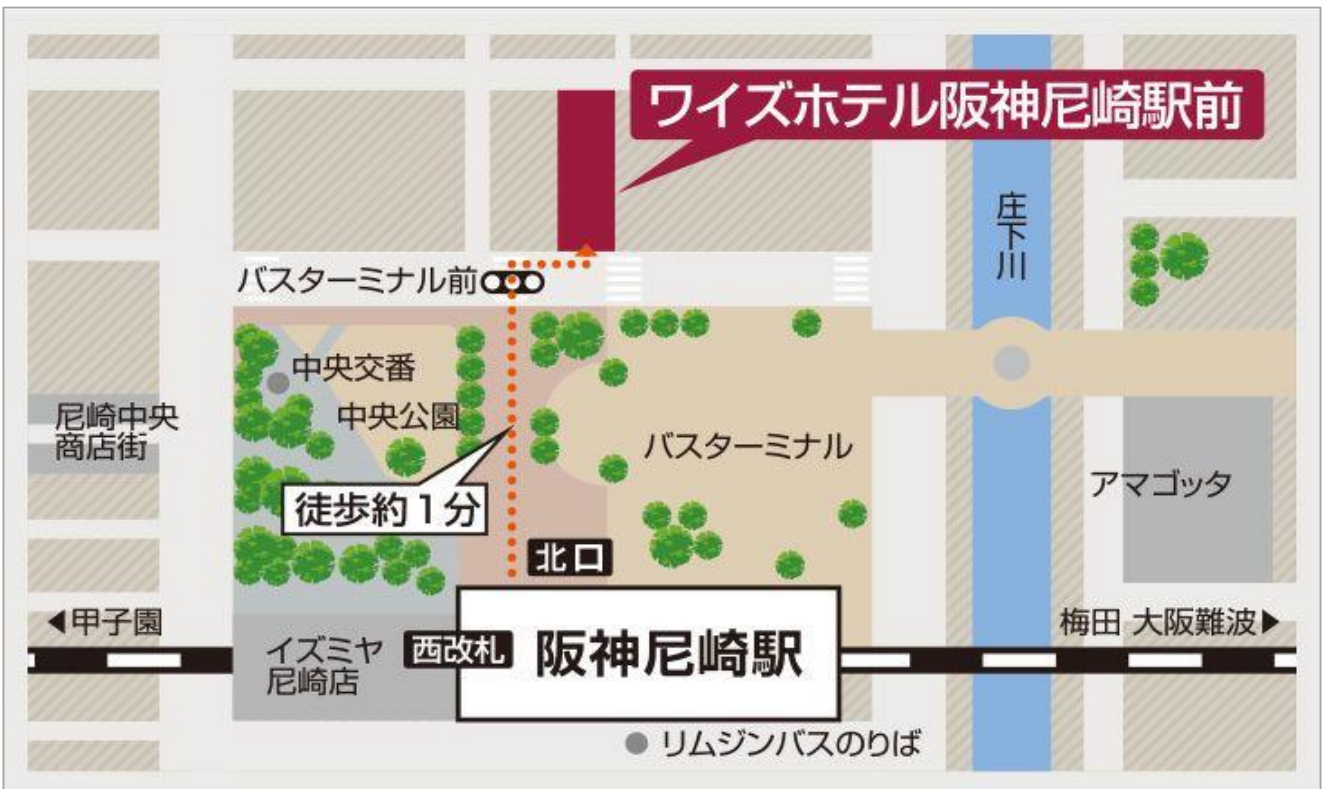 ワイズホテル阪神尼崎駅前
庄下川
バスターミナル前
中央交番
中央公園
尼崎中央
商店街
バスターミナル
アマゴッタ
徒歩約1分
北口
◀甲子園
梅田 大阪難波▶
イズミヤ
尼崎店
西改札
阪神尼崎駅
リムジンバスのりば